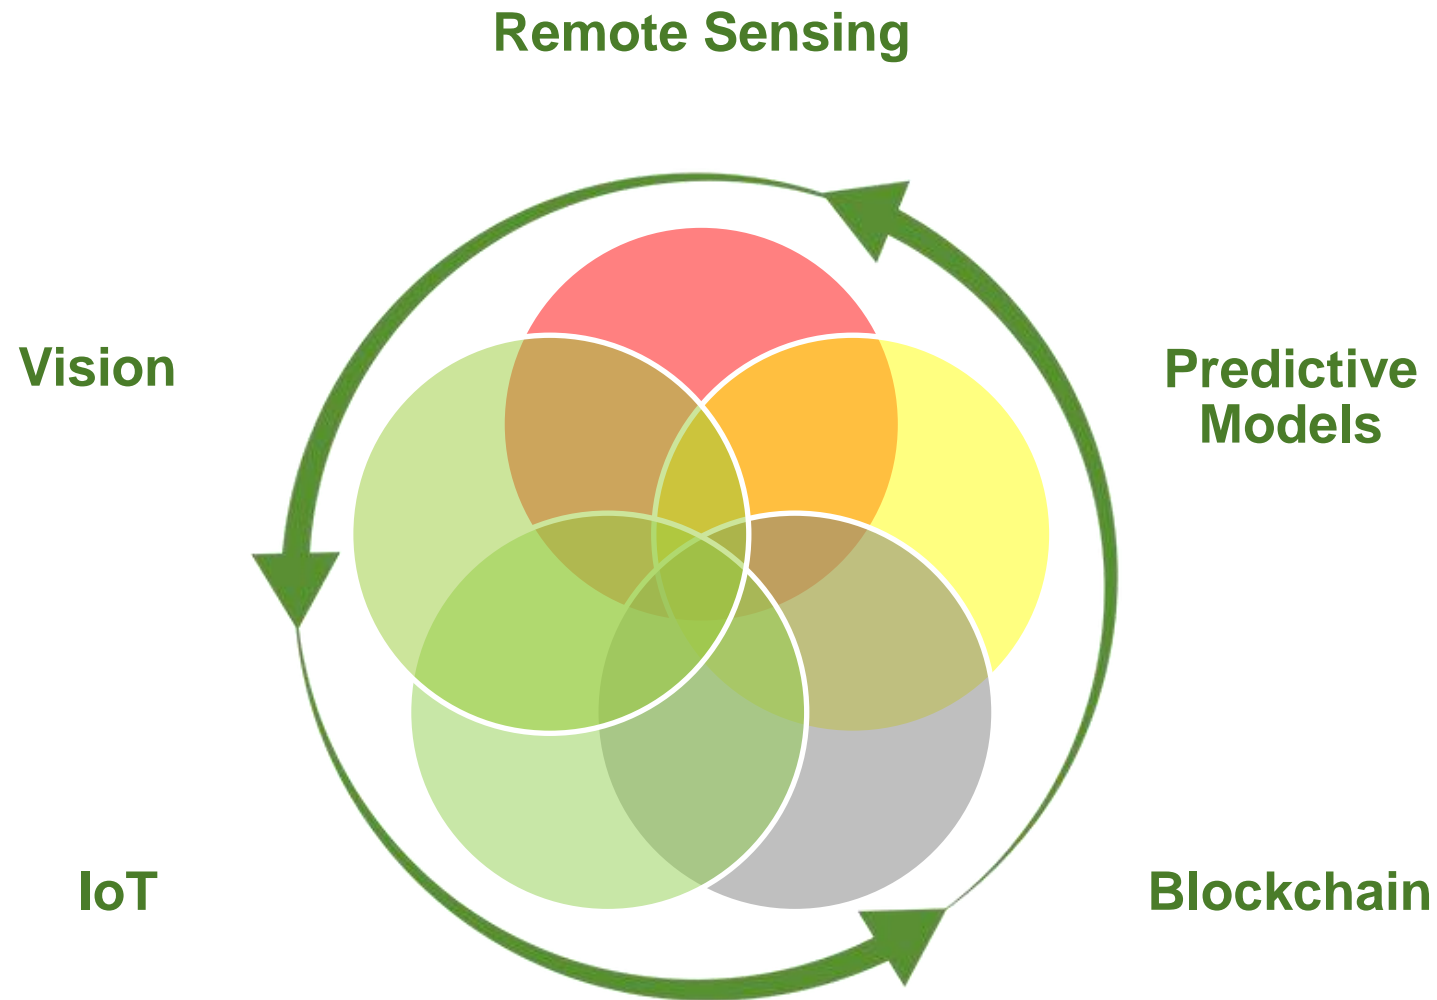 Remote Sensing
Vision
Predictive
Models
IoT
Blockchain